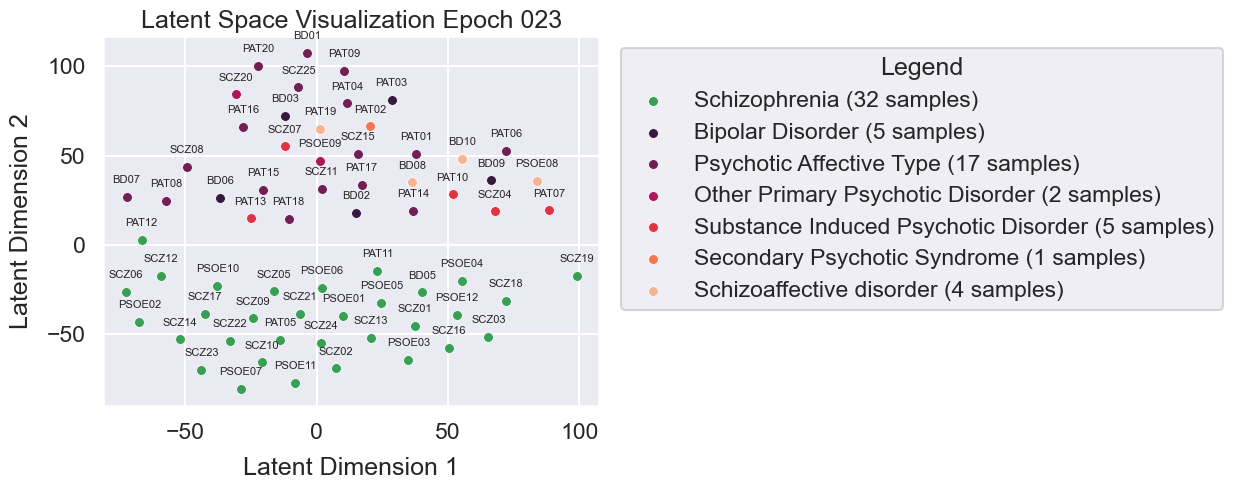 Latent Space Visualization Epoch 023
Latent Dimension 2
100
50
0
−50
−50
0
50
100
Latent Dimension 1
BD01
PAT20
PAT09
SCZ25
SCZ20
PAT03
PAT04
BD03
PAT16
PAT19
PAT02
SCZ07
PSOE09
SCZ15
PAT01
BD10
PAT06
SCZ08
SCZ11
PAT17
BD08
BD09
PSOE08
BD07
PAT08
BD06
PAT15
PAT10
PAT13
PAT18
BD02
PAT14
SCZ04
PAT07
PAT12
SCZ12
PAT11
SCZ19
SCZ06
PSOE10
SCZ05
PSOE06
BD05
PSOE04
PSOE02
SCZ17
SCZ09
SCZ21
PSOE01
PSOE05
PSOE12
SCZ18
SCZ14
SCZ22
PAT05
SCZ24
SCZ13
SCZ01
SCZ16
SCZ03
SCZ23
SCZ10
SCZ02
PSOE03
PSOE07
PSOE11
Legend
Schizophrenia (32 samples)
Bipolar Disorder (5 samples)
Psychotic Affective Type (17 samples)
Other Primary Psychotic Disorder (2 samples)
Substance Induced Psychotic Disorder (5 samples)
Secondary Psychotic Syndrome (1 samples)
Schizoaffective disorder (4 samples)